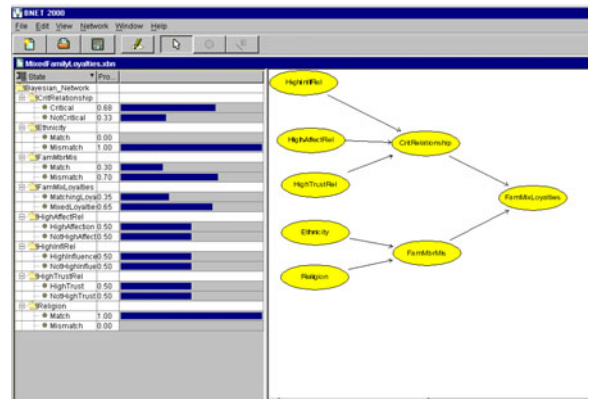 BNET 2000
File Edit View Network Window Help
MixedFamilyLoyalties.xbn
State Pro...
Bayesian_Network
CritRelationship
Critical 0.68
NotCritical 0.33
Ethnicity
Match 0.00
Mismatch 1.00
FamMbrMis
Match 0.30
Mismatch 0.70
FamMixLoyalties
MatchingLoya 0.35
MixedLoyaltie 0.65
HighAffectRel
HighAffection 0.50
NotHighAffect 0.50
HighInflRel
HighInfluence 0.50
NotHighInflue 0.50
HighTrustRel
HighTrust 0.50
NotHighTrust 0.50
Religion
Match 1.00
Mismatch 0.00
HighInflRel
HighAffectRel
CritRelationship
HighTrustRel
FamMixLoyalties
Ethnicity
FamMbrMis
Religion